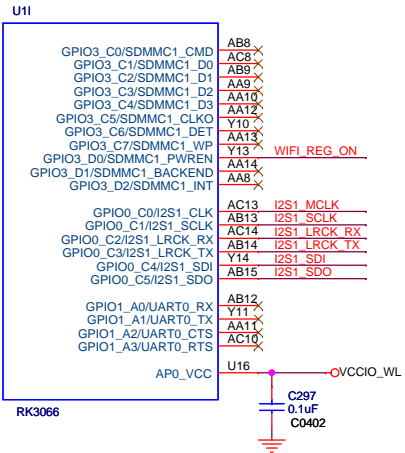 U1I
GPIO3_C0/SDMMC1_CMD AB8
GPIO3_C1/SDMMC1_D0 AC8
GPIO3_C2/SDMMC1_D1 AB9
GPIO3_C3/SDMMC1_D2 AA9
GPIO3_C4/SDMMC1_D3 AA10
GPIO3_C5/SDMMC1_CLKO AA12
GPIO3_C6/SDMMC1_DET Y10
GPIO3_C7/SDMMC1_WP AA13
GPIO3_D0/SDMMC1_PWREN Y13 WIFI_REG_ON
GPIO3_D1/SDMMC1_BACKEND AA14
GPIO3_D2/SDMMC1_INT AA8
GPIO0_C0/I2S1_CLK AC13 I2S1_MCLK
GPIO0_C1/I2S1_SCLK AB13 I2S1_SCLK
GPIO0_C2/I2S1_LRCK_RX AC14 I2S1_LRCK_RX
GPIO0_C3/I2S1_LRCK_TX AB14 I2S1_LRCK_TX
GPIO0_C4/I2S1_SDI Y14 I2S1_SDI
GPIO0_C5/I2S1_SDO AB15 I2S1_SDO
GPIO1_A0/UART0_RX AB12
GPIO1_A1/UART0_TX Y11
GPIO1_A2/UART0_CTS AA11
GPIO1_A3/UART0_RTS AC10
AP0_VCC U16 VCCIO_WL
C297
0.1uF
C0402
RK3066